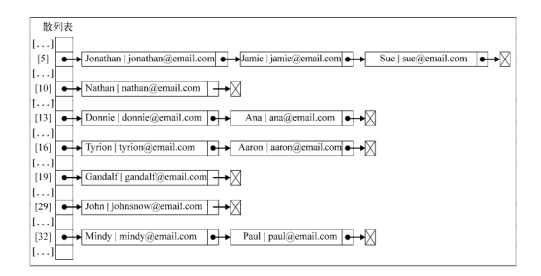 散列表
[...]
[5] Jonathan | jonathan@email.com Jamie | jamie@email.com Sue | sue@email.com
[...]
[10] Nathan | nathan@email.com
[...]
[13] Donnie | donnie@email.com Ana | ana@email.com
[...]
[16] Tyrion | tyrion@email.com Aaron | aaron@email.com
[...]
[19] Gandalf | gandalf@email.com
[...]
[29] John | johnsnow@email.com
[...]
[32] Mindy | mindy@email.com Paul | paul@email.com
[...]